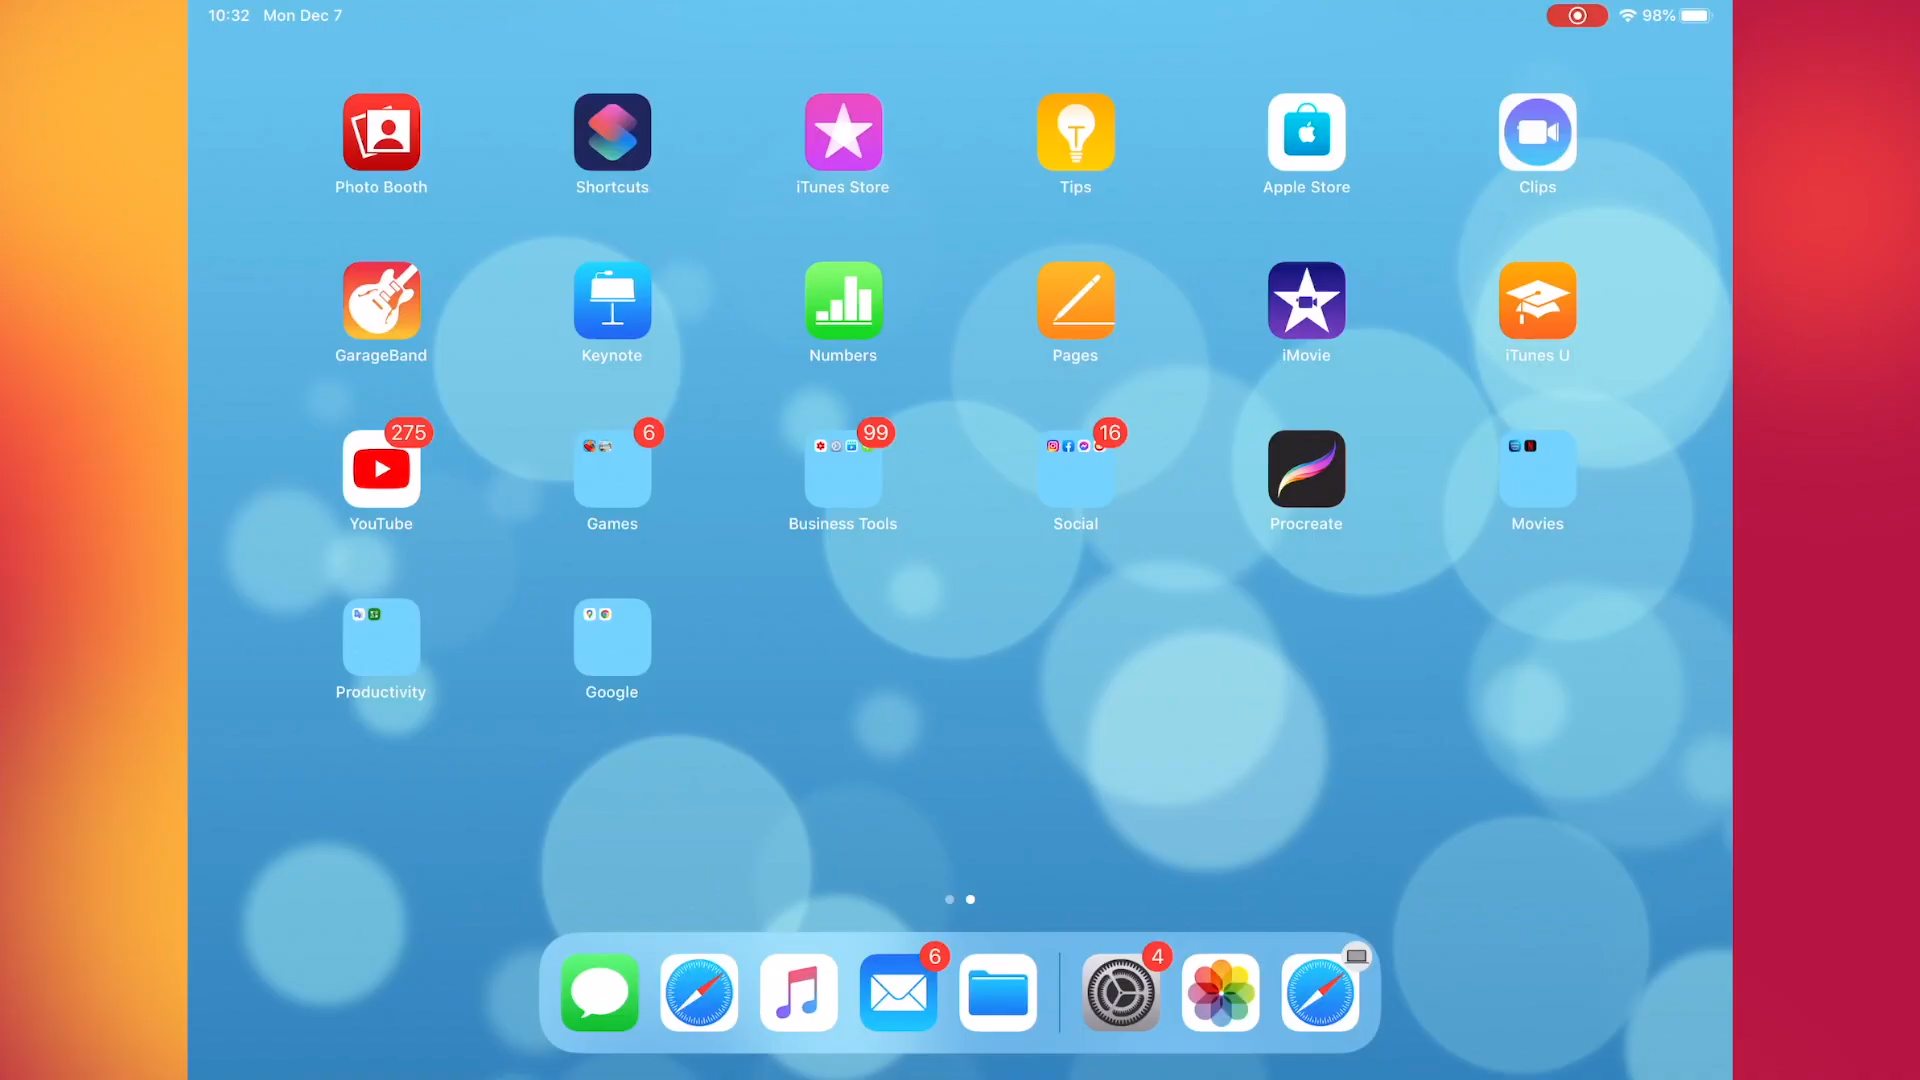 10:32 Mon Dec 7
98%
Photo Booth
Shortcuts
iTunes Store
Tips
Apple Store
Clips
GarageBand
Keynote
Numbers
Pages
iMovie
iTunes U
275
6
99
16
YouTube
Games
Business Tools
Social
Procreate
Movies
Productivity
Google
6
4